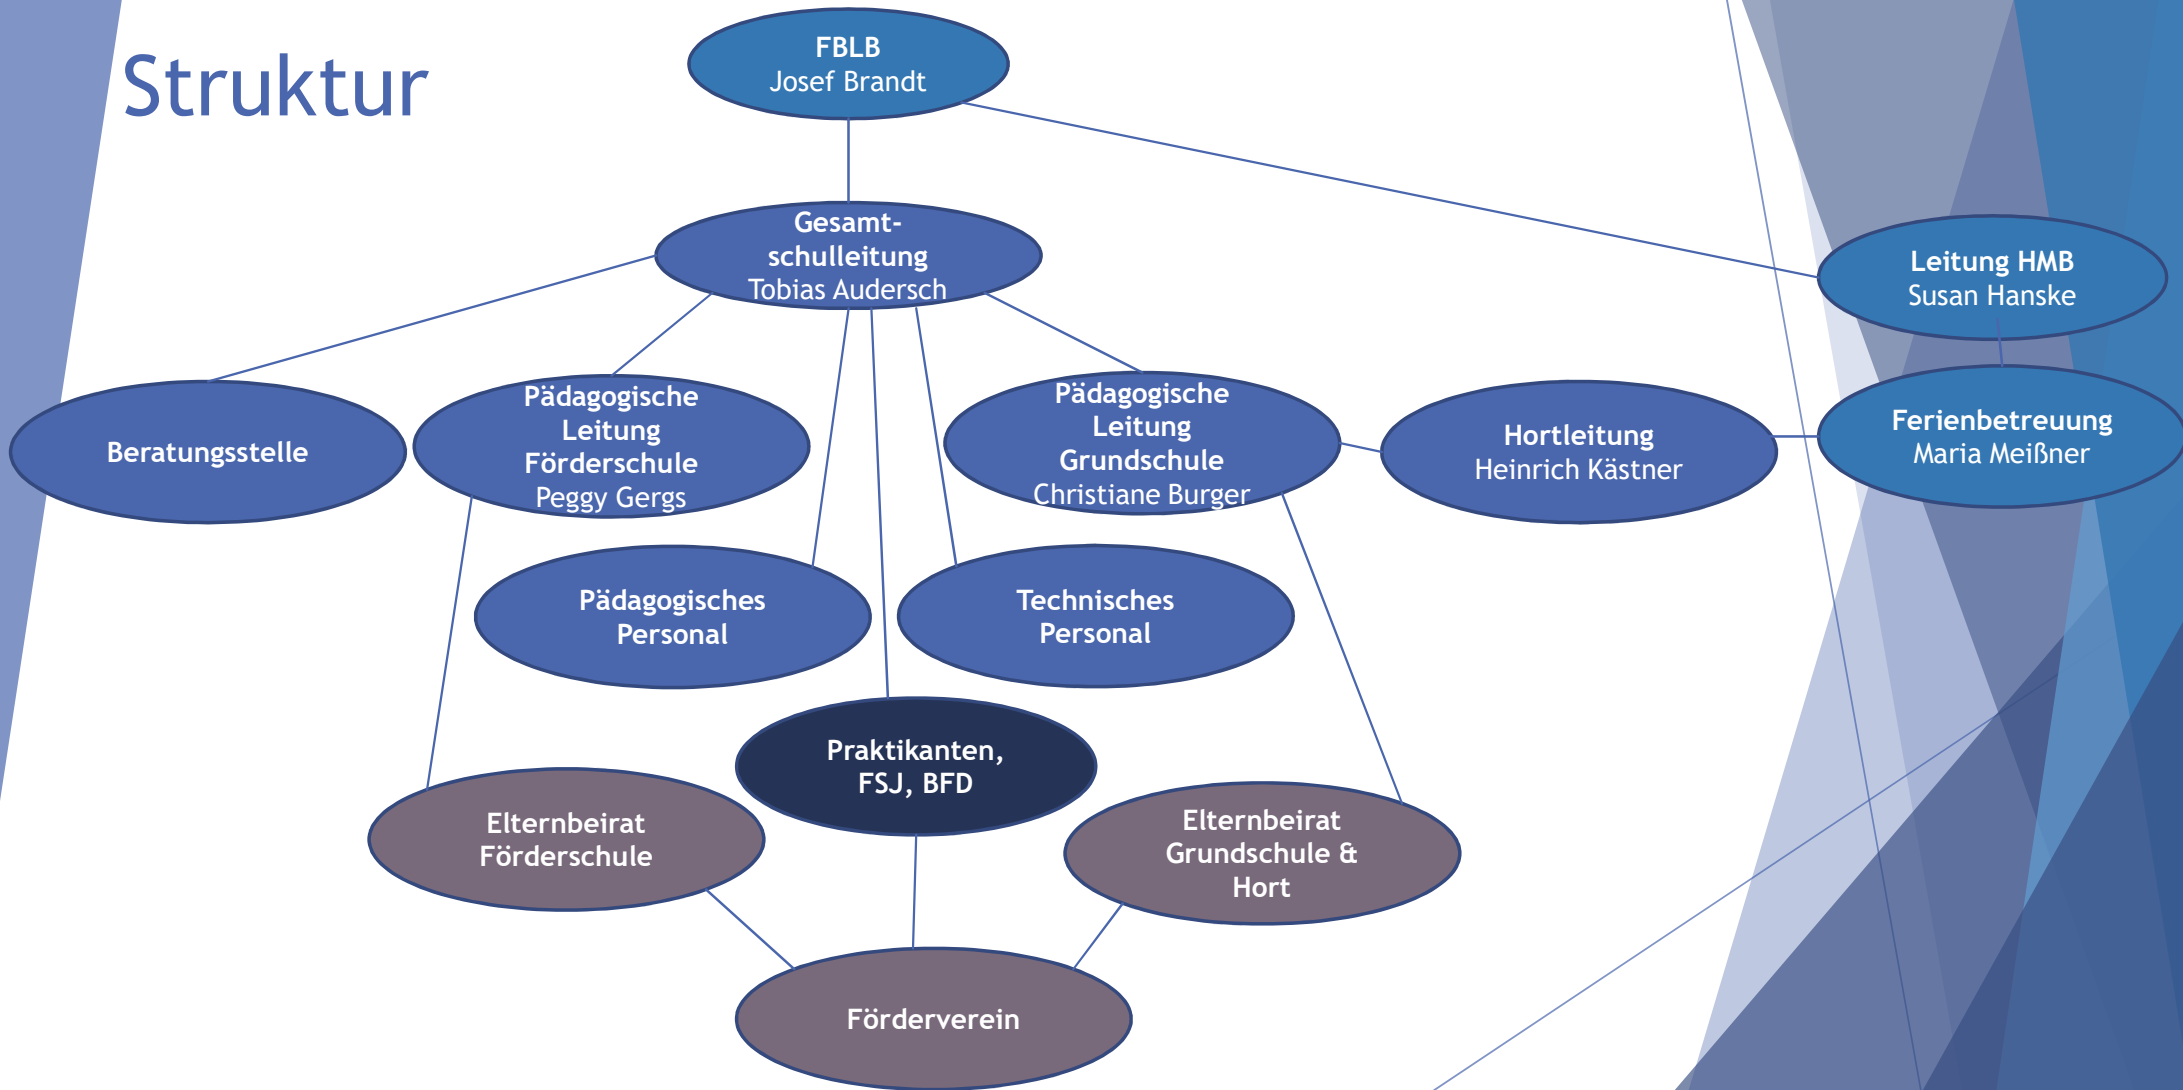 Struktur
FBLB
Josef Brandt
Gesamt-
schulleitung
Tobias Audersch
Leitung HMB
Susan Hanske
Beratungsstelle
Pädagogische
Leitung
Förderschule
Peggy Gergs
Pädagogische
Leitung
Grundschule
Christiane Burger
Hortleitung
Heinrich Kästner
Ferienbetreuung
Maria Meißner
Pädagogisches
Personal
Technisches
Personal
Praktikanten,
FSJ, BFD
Elternbeirat
Förderschule
Elternbeirat
Grundschule &
Hort
Förderverein